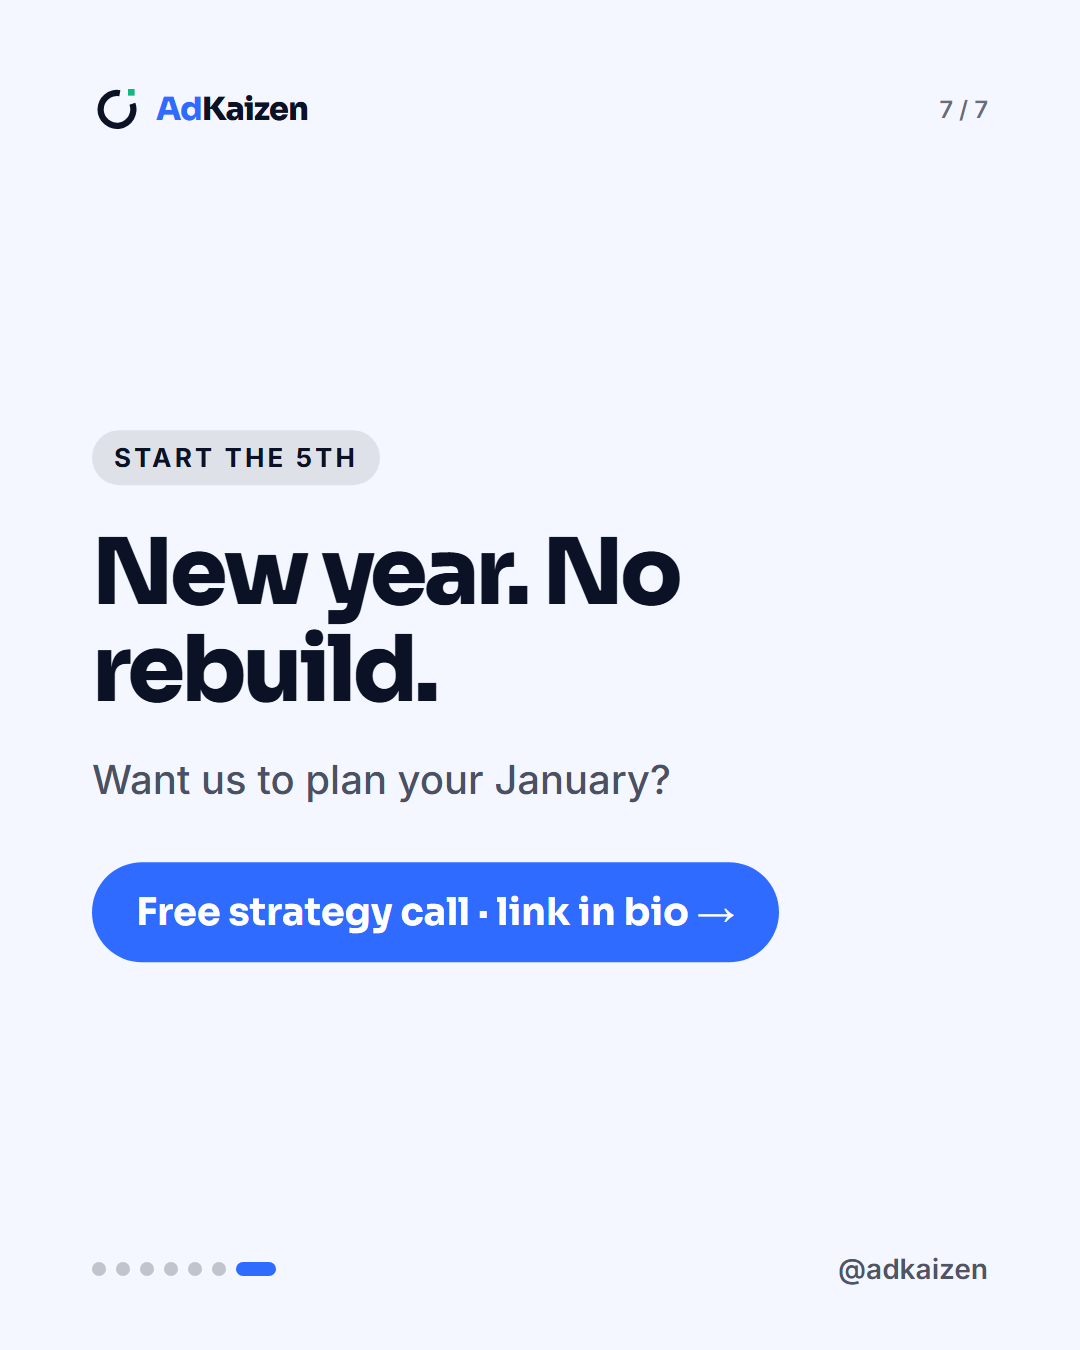 AdKaizen
7 / 7
START THE 5TH
New year. No
rebuild.
Want us to plan your January?
Free strategy call · link in bio →
@adkaizen